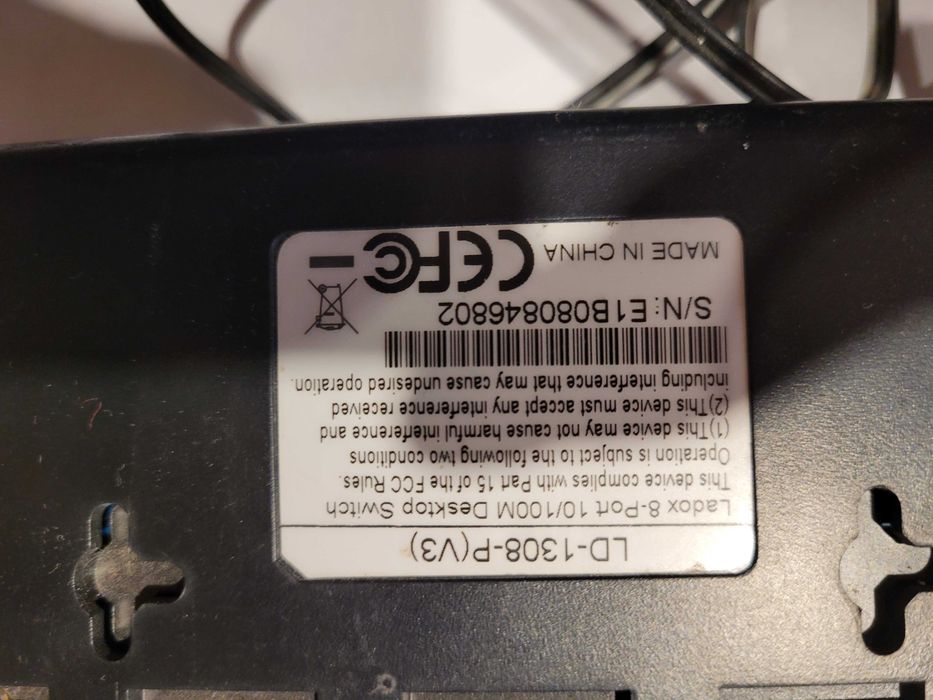 LD-1308-P(V3)
Ladox 8-Port 10/100M Desktop Switch
This device complies with Part 15 of the FCC Rules.
Operation is subject to the following two conditions
(1)This device may not cause harmful interference and
(2)This device must accept any interference received
including interference that may cause undesired operation.
S/N:E1B080846802
MADE IN CHINA CE FC